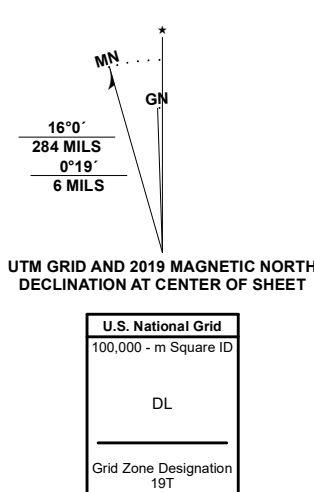 ★
MN
GN
16°0´
284 MILS
0°19´
6 MILS
UTM GRID AND 2019 MAGNETIC NORTH
DECLINATION AT CENTER OF SHEET
U.S. National Grid
100,000 - m Square ID
DL
Grid Zone Designation
19T